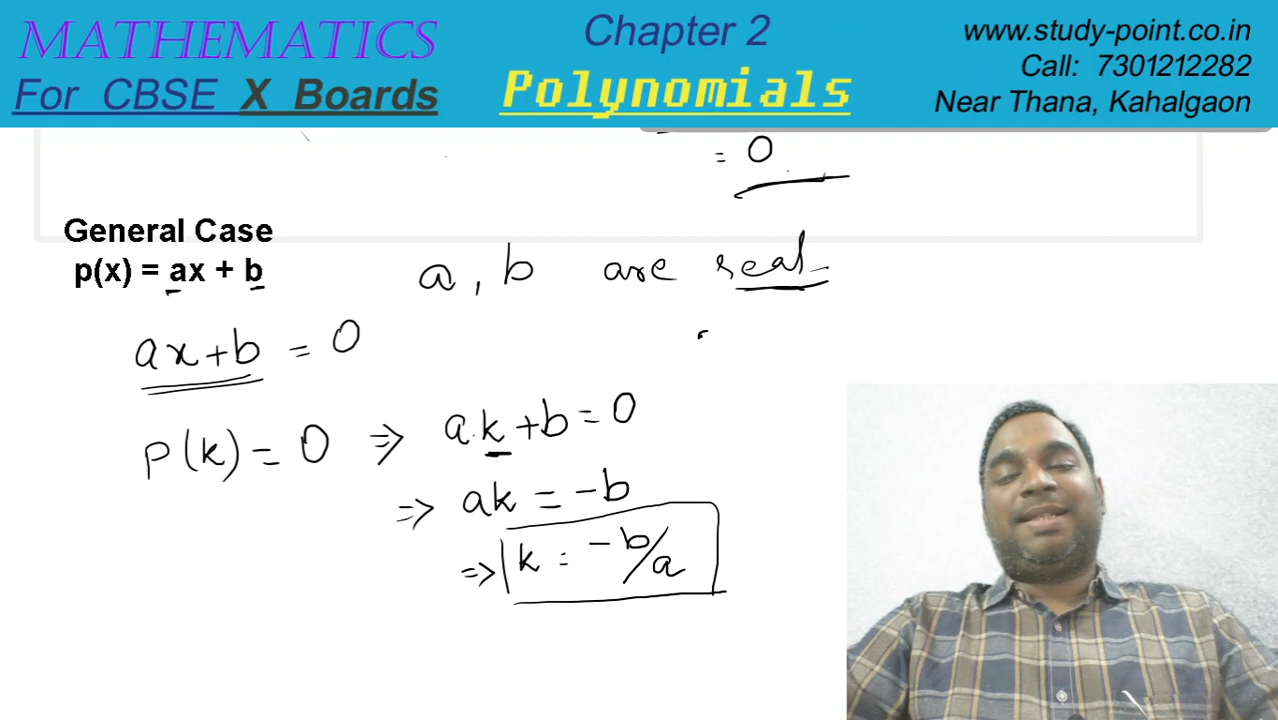 MATHEMATICS
For CBSE X Boards
Chapter 2
Polynomials
www.study-point.co.in
Call: 7301212282
Near Thana, Kahalgaon
= 0
General Case
p(x) = ax + b
a, b are real
ax+b = 0
P(k) = 0 ⇒ a.k+b=0
⇒ ak = -b
⇒ k = -b/a